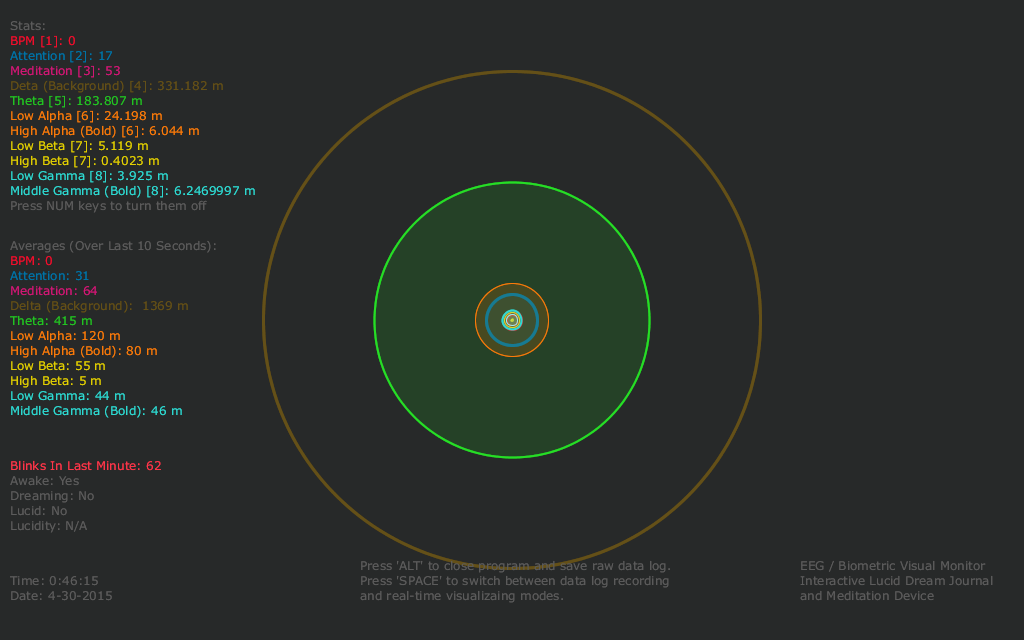 Stats:
BPM [1]: 0
Attention [2]: 17
Meditation [3]: 53
Deta (Background) [4]: 331.182 m
Theta [5]: 183.807 m
Low Alpha [6]: 24.198 m
High Alpha (Bold) [6]: 6.044 m
Low Beta [7]: 5.119 m
High Beta [7]: 0.4023 m
Low Gamma [8]: 3.925 m
Middle Gamma (Bold) [8]: 6.2469997 m
Press NUM keys to turn them off
Averages (Over Last 10 Seconds):
BPM: 0
Attention: 31
Meditation: 64
Delta (Background):  1369 m
Theta: 415 m
Low Alpha: 120 m
High Alpha (Bold): 80 m
Low Beta: 55 m
High Beta: 5 m
Low Gamma: 44 m
Middle Gamma (Bold): 46 m
Blinks In Last Minute: 62
Awake: Yes
Dreaming: No
Lucid: No
Lucidity: N/A
Time: 0:46:15
Date: 4-30-2015
Press 'ALT' to close program and save raw data log.
Press 'SPACE' to switch between data log recording
and real-time visualizaing modes.
EEG / Biometric Visual Monitor
Interactive Lucid Dream Journal
and Meditation Device